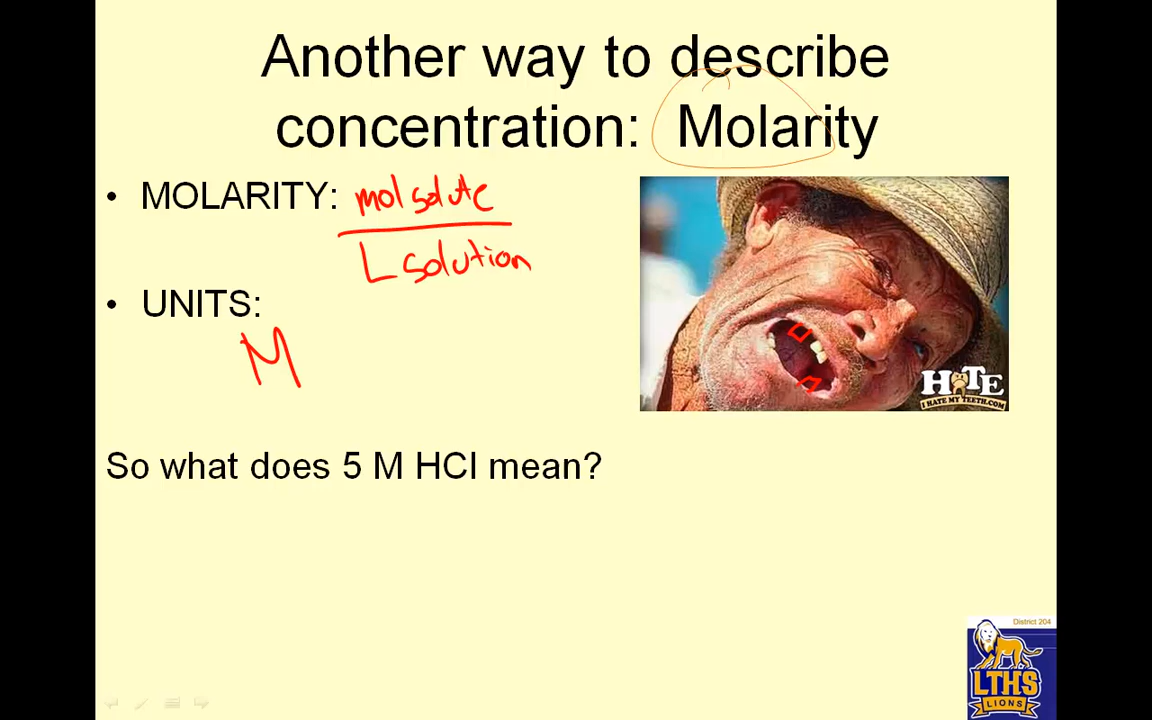 Another way to describe
concentration: Molarity
• MOLARITY: mol solute
L solution
• UNITS:
M
HATE
I HATE MY TEETH.COM
So what does 5 M HCl mean?
District 204
LTHS
LIONS